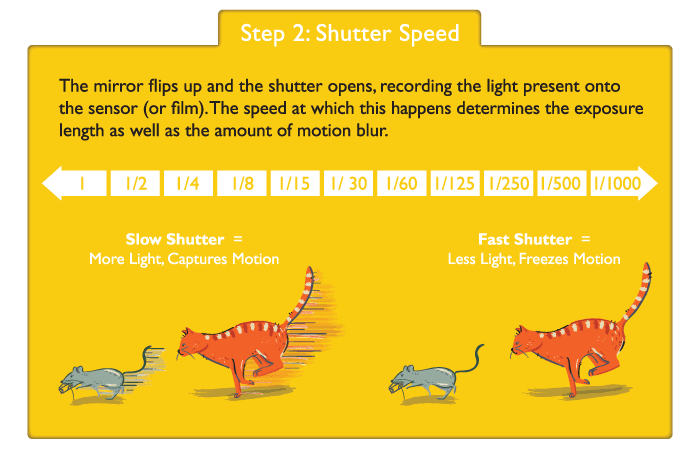 Step 2: Shutter Speed
The mirror flips up and the shutter opens, recording the light present onto
the sensor (or film). The speed at which this happens determines the exposure
length as well as the amount of motion blur.
1 1/2 1/4 1/8 1/15 1/ 30 1/60 1/125 1/250 1/500 1/1000
Slow Shutter =
More Light, Captures Motion
Fast Shutter =
Less Light, Freezes Motion